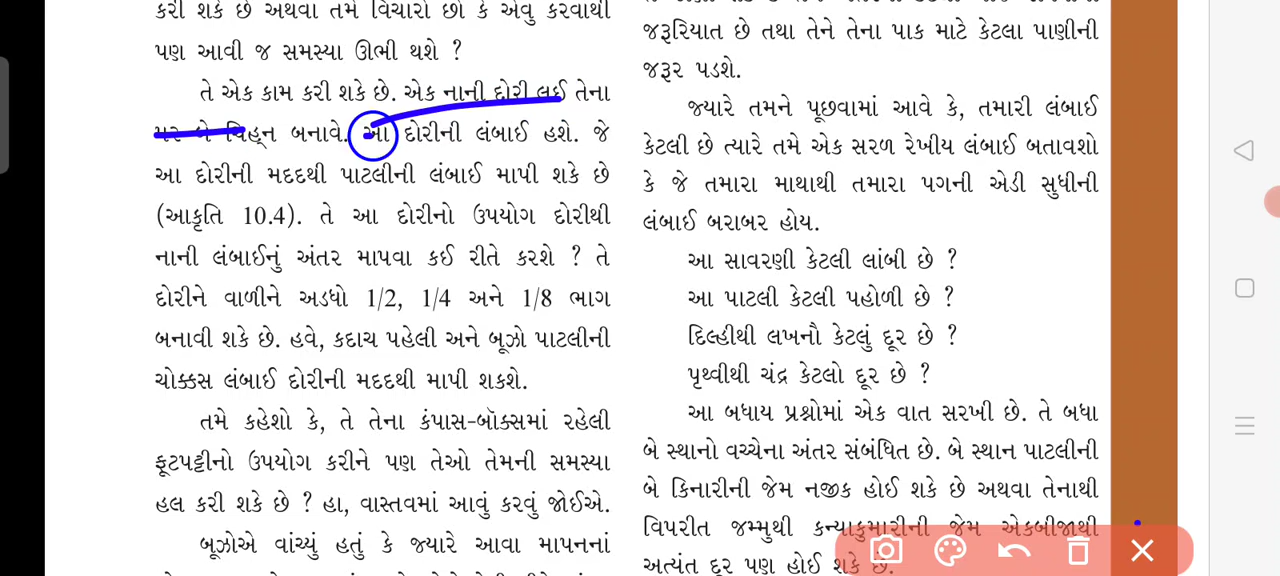 કરી શકે છે અથવા તમે વિચારો છો કે એવુ કરવાથી
પણ આવી જ સમસ્યા ઊભી થશે ?
તે એક કામ કરી શકે છે. એક નાની દોરી લઈ તેના
પર બે ચિહ્ન બનાવે. આ દોરીની લંબાઈ હશે. જે
આ દોરીની મદદથી પાટલીની લંબાઈ માપી શકે છે
(આકૃતિ 10.4). તે આ દોરીનો ઉપયોગ દોરીથી
નાની લંબાઈનું અંતર માપવા કઈ રીતે કરશે ? તે
દોરીને વાળીને અડધો 1/2, 1/4 અને 1/8 ભાગ
બનાવી શકે છે. હવે, કદાચ પહેલી અને બૂઝો પાટલીની
ચોક્કસ લંબાઈ દોરીની મદદથી માપી શકશે.
તમે કહેશો કે, તે તેના કંપાસ-બૉક્સમાં રહેલી
ફૂટપટ્ટીનો ઉપયોગ કરીને પણ તેઓ તેમની સમસ્યા
હલ કરી શકે છે ? હા, વાસ્તવમાં આવું કરવું જોઈએ.
બૂઝોએ વાંચ્યું હતું કે જ્યારે આવા માપનનાં
જરૂરિયાત છે તથા તેને તેના પાક માટે કેટલા પાણીની
જરૂર પડશે.
જ્યારે તમને પૂછવામાં આવે કે, તમારી લંબાઈ
કેટલી છે ત્યારે તમે એક સરળ રેખીય લંબાઈ બતાવશો
કે જે તમારા માથાથી તમારા પગની એડી સુધીની
લંબાઈ બરાબર હોય.
આ સાવરણી કેટલી લાંબી છે ?
આ પાટલી કેટલી પહોળી છે ?
દિલ્હીથી લખનૌ કેટલું દૂર છે ?
પૃથ્વીથી ચંદ્ર કેટલો દૂર છે ?
આ બધાય પ્રશ્નોમાં એક વાત સરખી છે. તે બધા
બે સ્થાનો વચ્ચેના અંતર સંબંધિત છે. બે સ્થાન પાટલીની
બે કિનારીની જેમ નજીક હોઈ શકે છે અથવા તેનાથી
વિપરીત જમ્મુથી કન્યાકુમારીની જેમ એકબીજાથી
અત્યંત દૂર પણ હોઈ શકે છે.